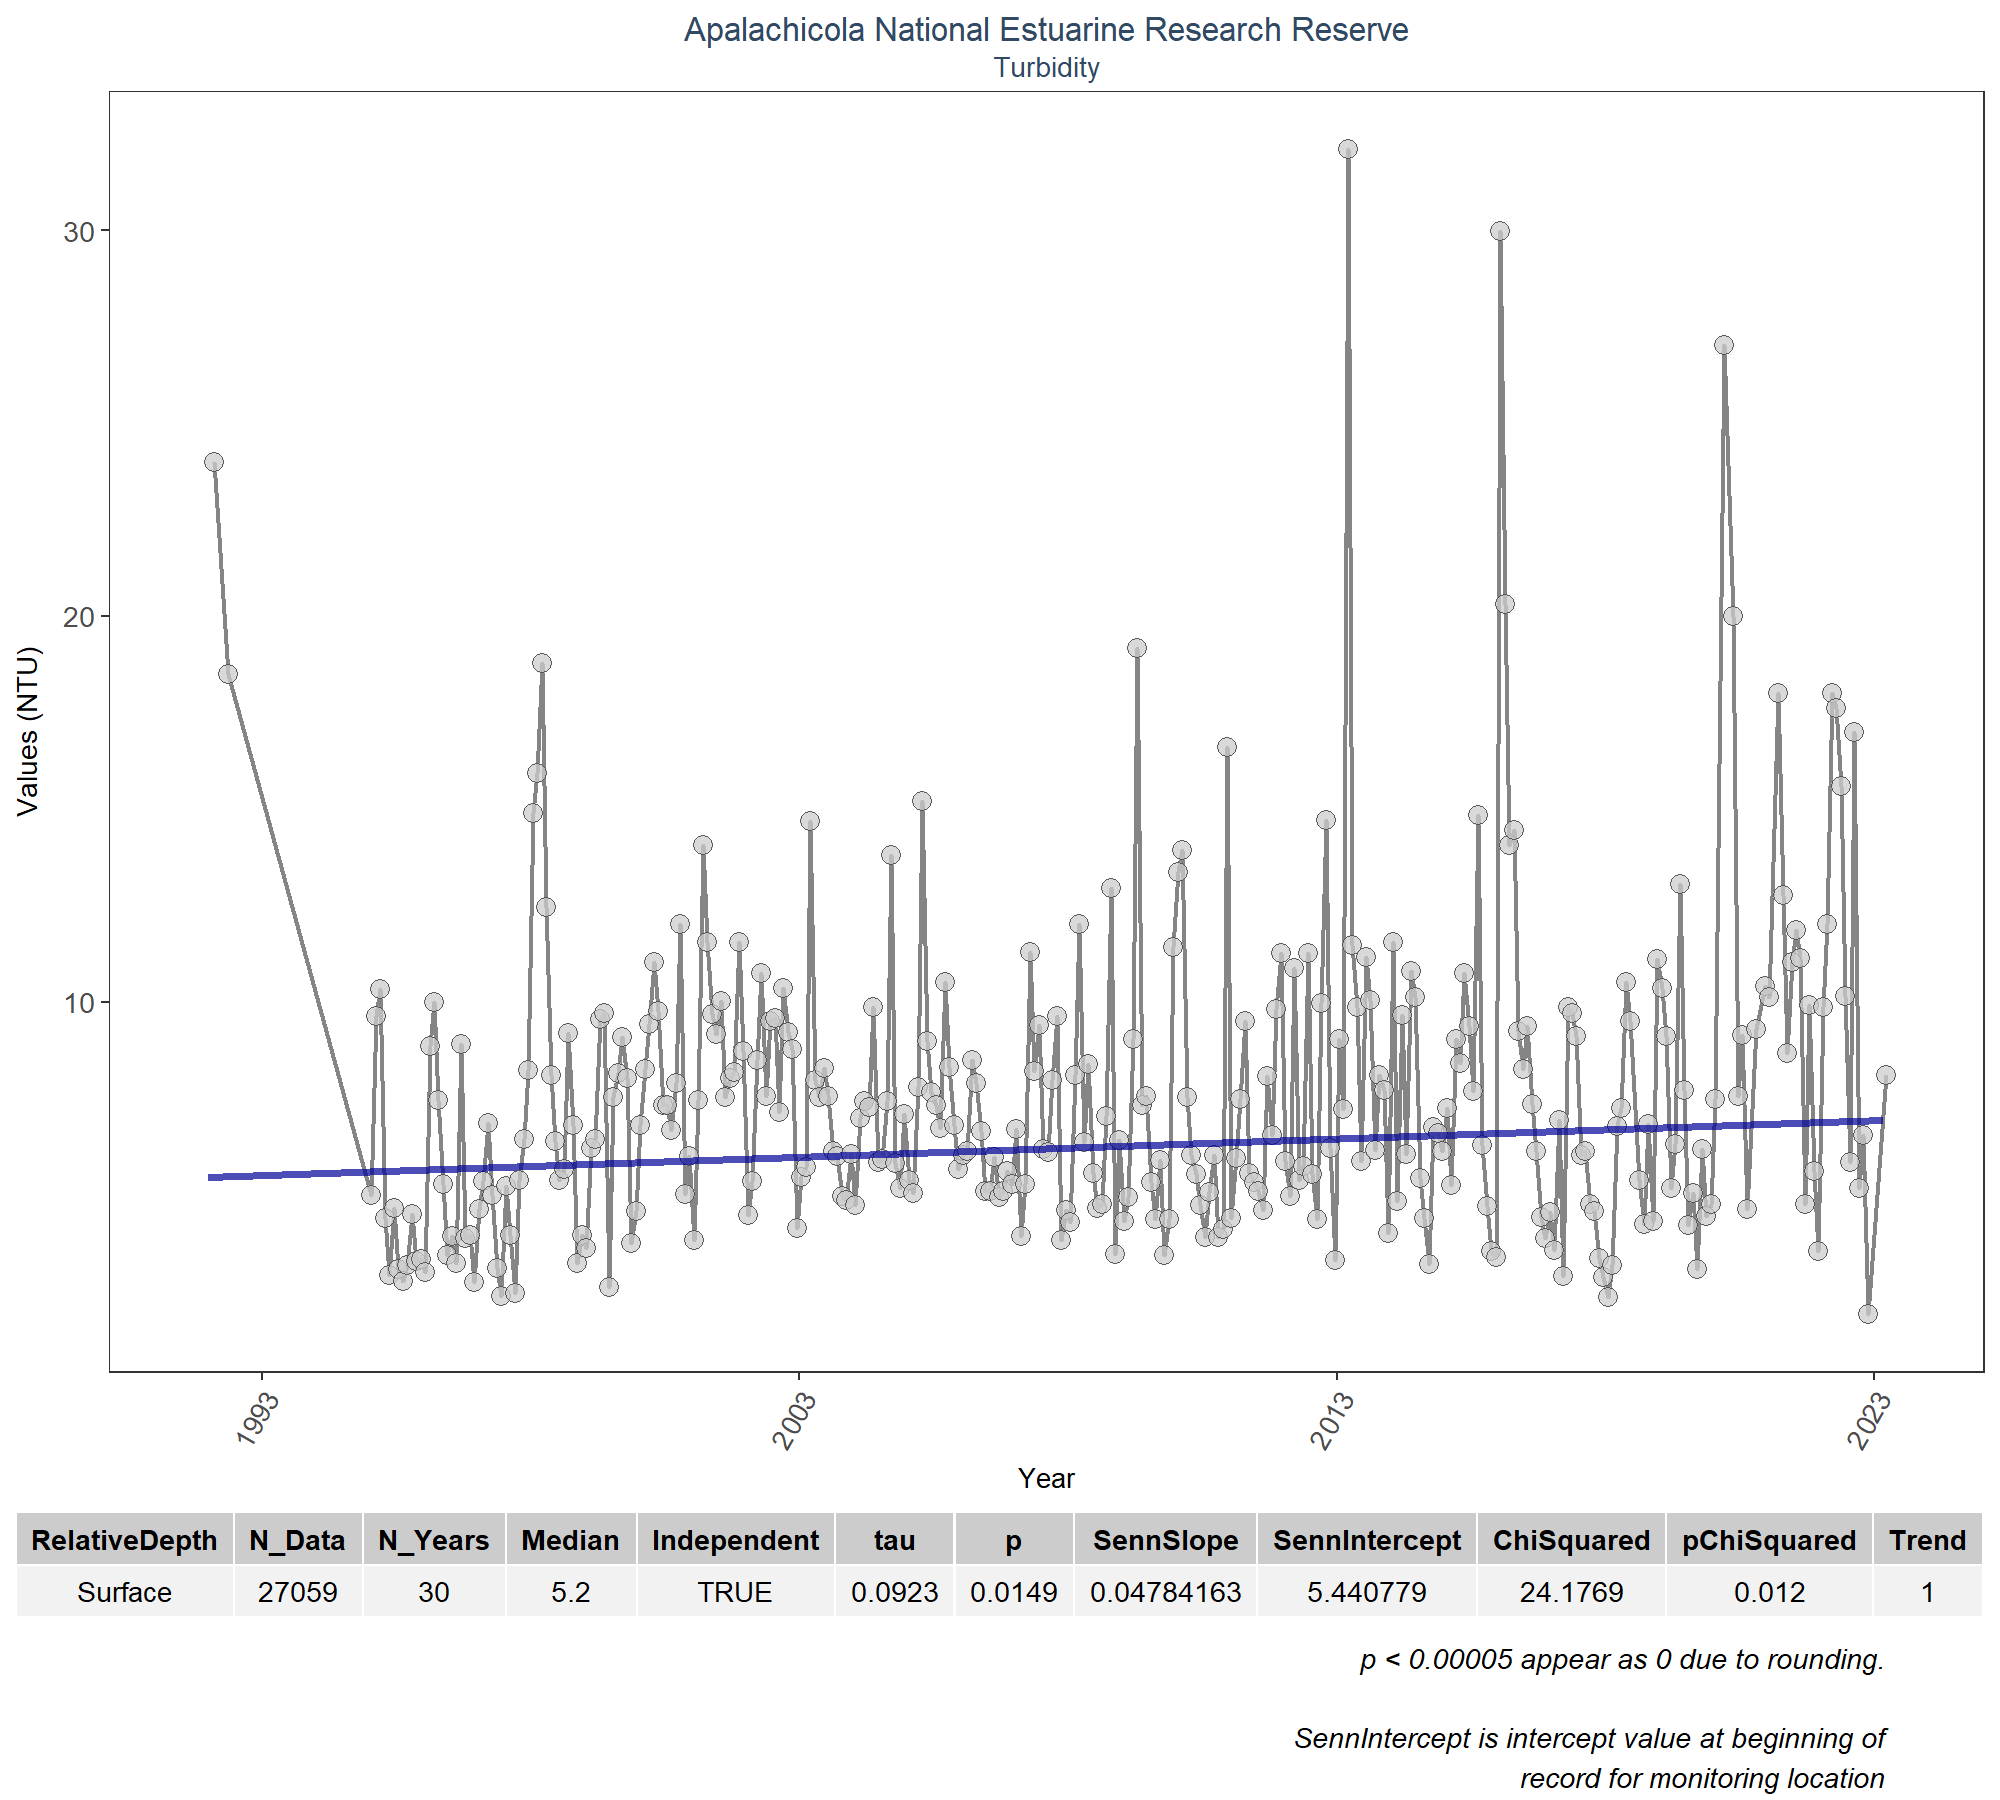 Apalachicola National Estuarine Research Reserve
Turbidity
Values (NTU)
30
20
10
1993
2003
2013
2023
Year
RelativeDepth N_Data N_Years Median Independent tau p SennSlope SennIntercept ChiSquared pChiSquared Trend
Surface 27059 30 5.2 TRUE 0.0923 0.0149 0.04784163 5.440779 24.1769 0.012 1
p < 0.00005 appear as 0 due to rounding.
SennIntercept is intercept value at beginning of
record for monitoring location